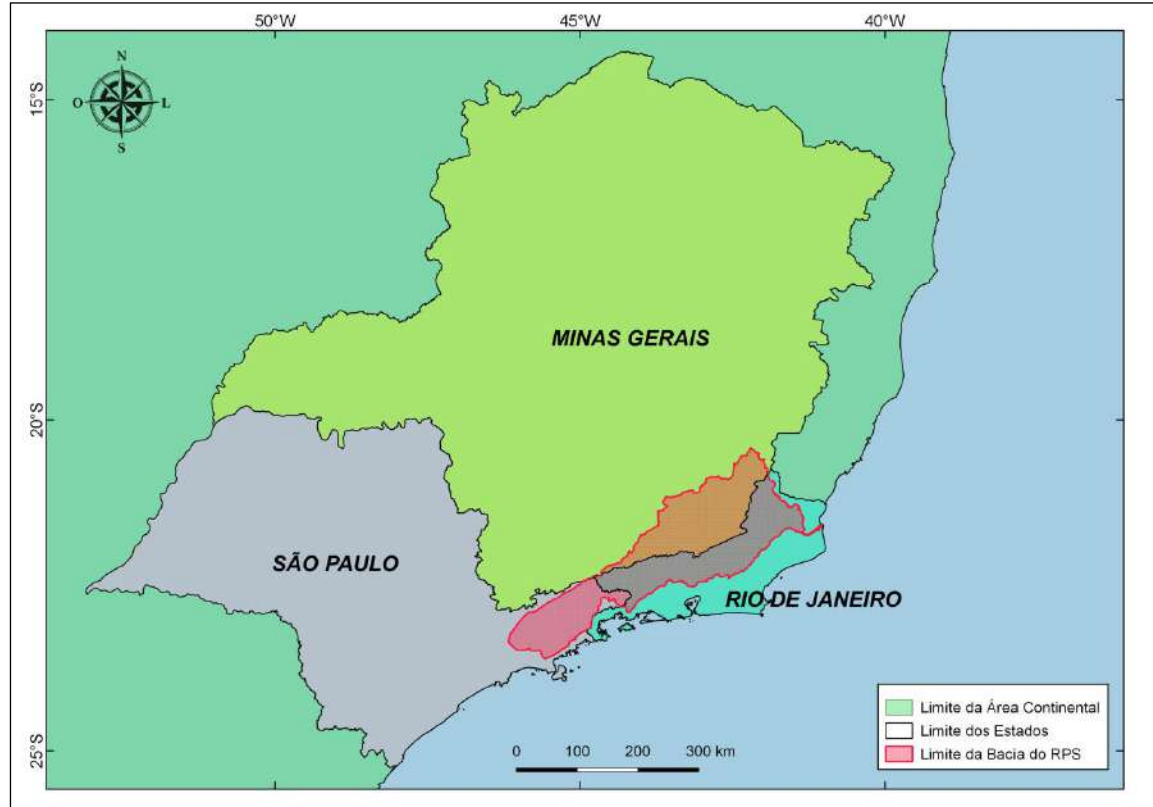 50°W 45°W 40°W
N
O L
S
15°S
20°S
25°S
MINAS GERAIS
SÃO PAULO
RIO DE JANEIRO
0 100 200 300 km
Limite da Área Continental
Limite dos Estados
Limite da Bacia do RPS